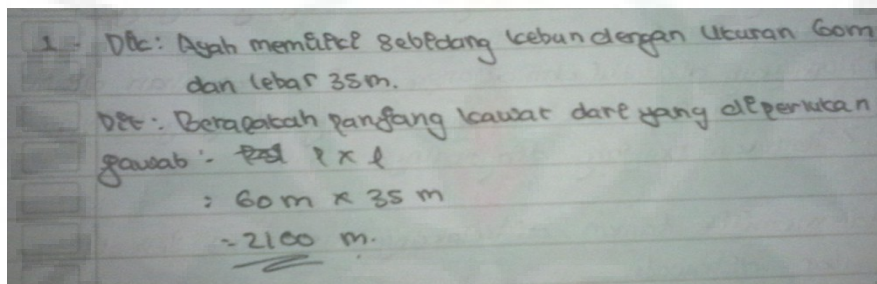 1. Dik: Ayah memiliki sebidang kebun dengan ukuran 60m
dan lebar 35m.
Dit: Berapakah panjang kawat dare yang diperlukan
Jawab: p x l
: 60 m x 35 m
= 2100 m.